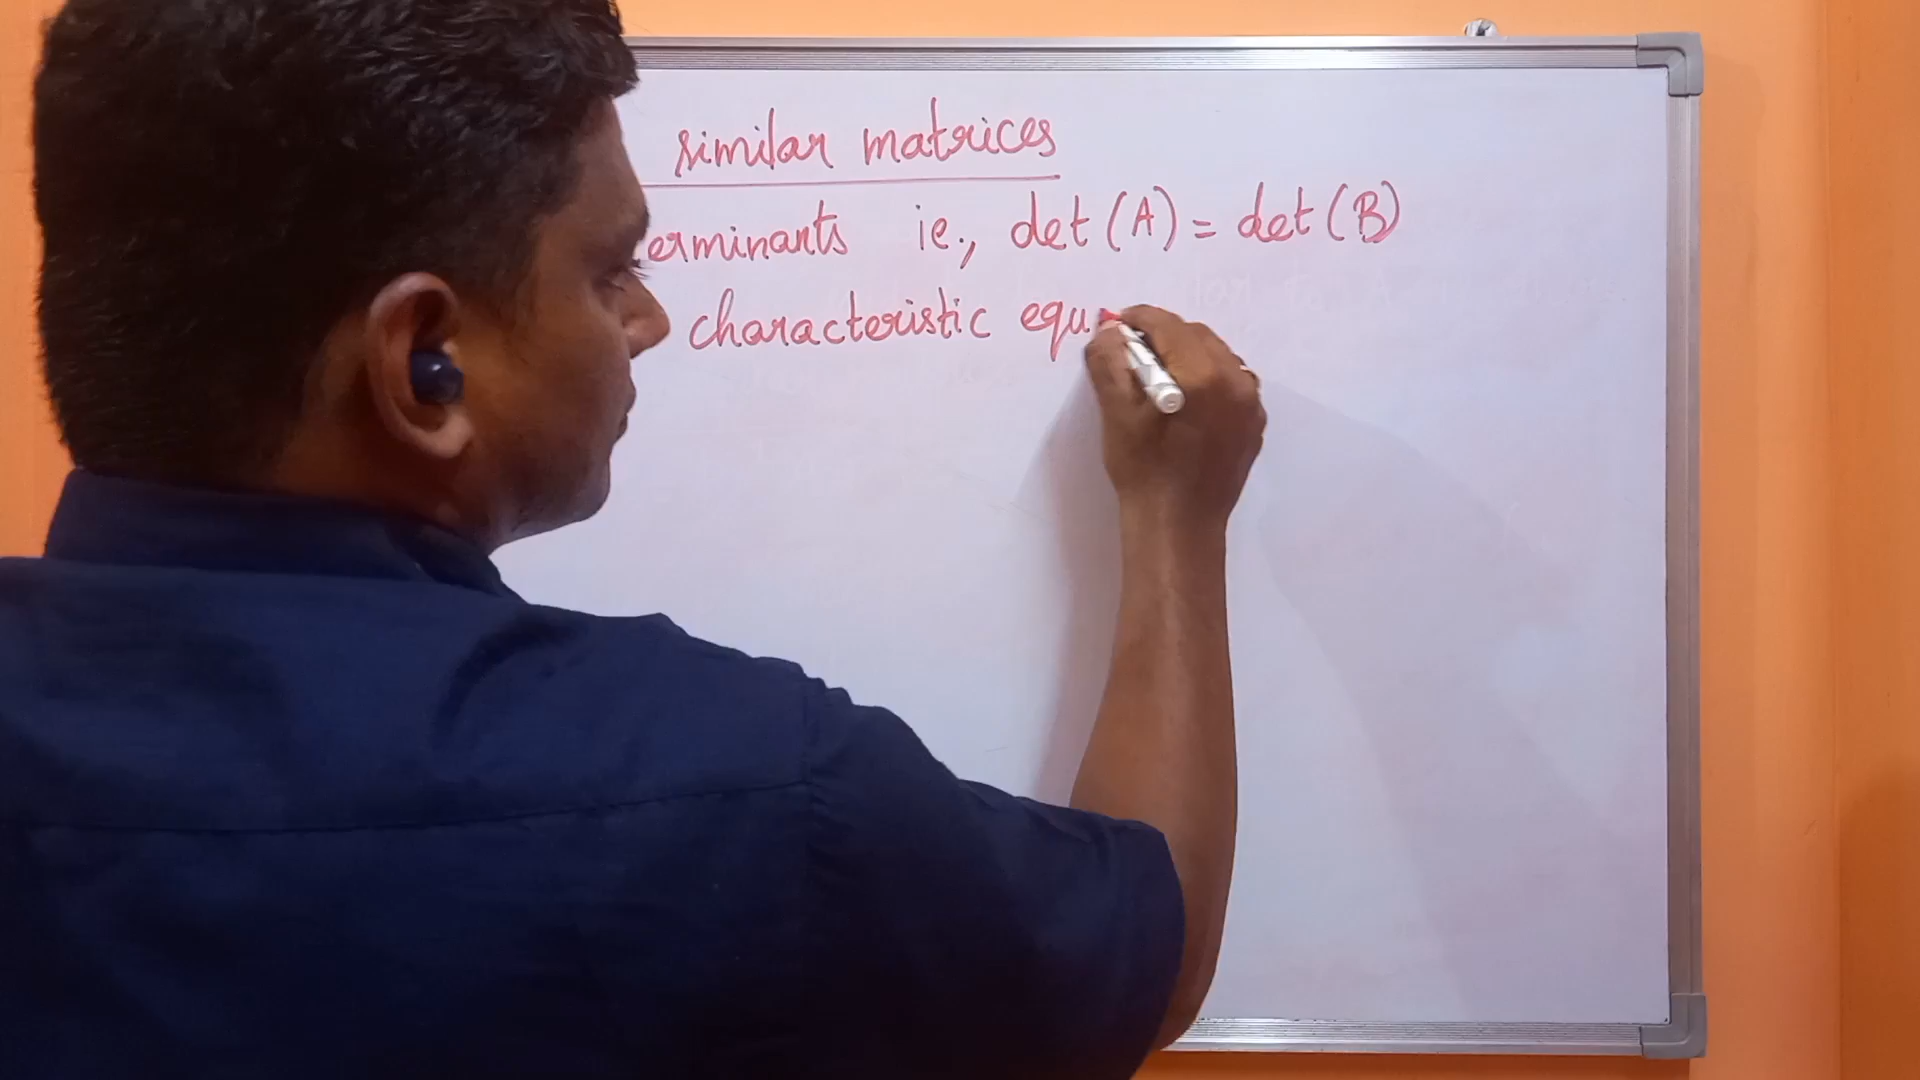 similar matrices
erminants ie., det (A) = det (B)
characteristic equ